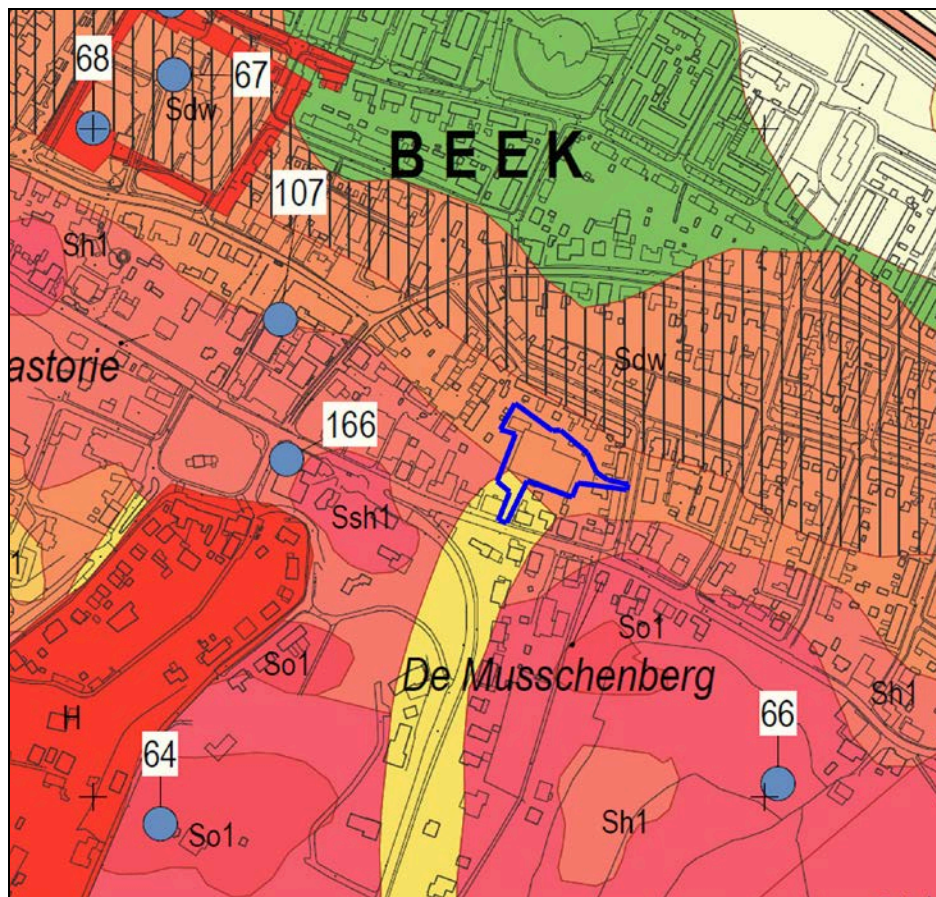 68
67
Sdw
BEEK
107
Sh1
astorie
Sdw
166
Ssh1
1
So1
So1
De Musschenberg
Sh1
66
H
64
So1
Sh1